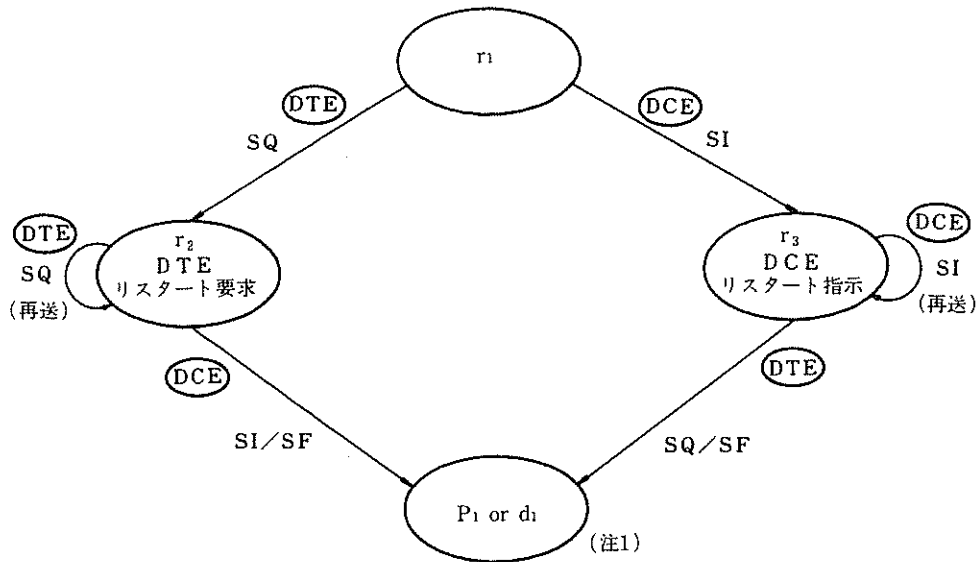 r₁
DTE
SQ
DCE
SI
DTE
SQ
(再送)
r₂
DTE
リスタート要求
r₃
DCE
リスタート指示
DCE
SI
(再送)
DCE
SI/SF
DTE
SQ/SF
P₁ or d₁
(注1)